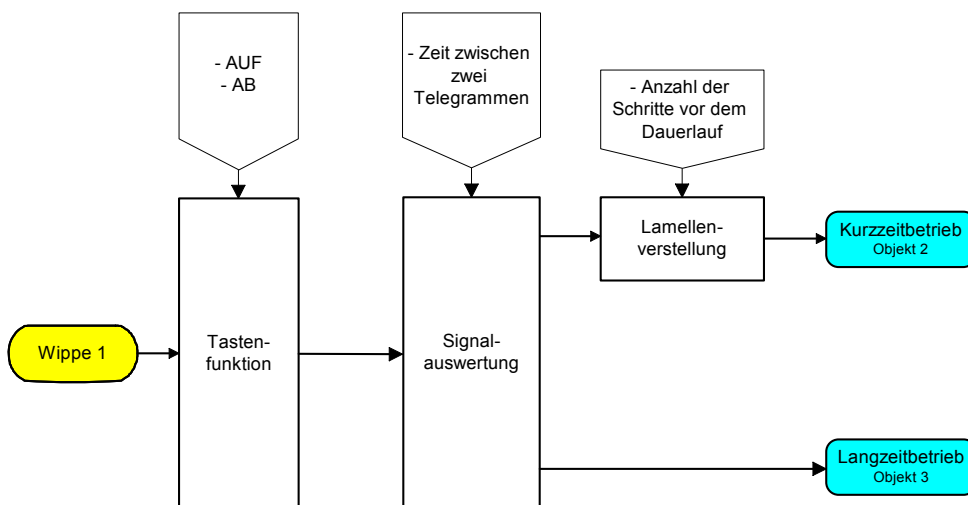 - AUF
- AB
- Zeit zwischen
zwei
Telegrammen
- Anzahl der
Schritte vor dem
Dauerlauf
Wippe 1
Tasten-
funktion
Signal-
auswertung
Lamellen-
verstellung
Kurzzeitbetrieb
Objekt 2
Langzeitbetrieb
Objekt 3